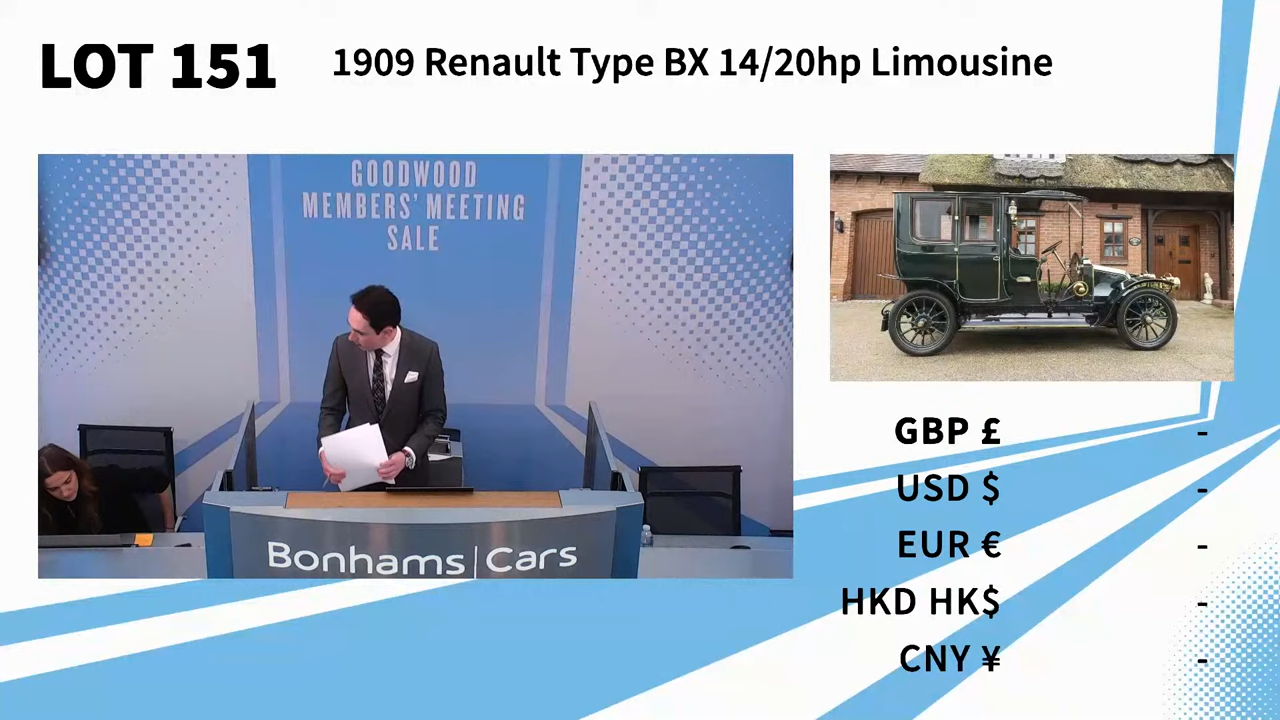 LOT 151
1909 Renault Type BX 14/20hp Limousine
GOODWOOD
MEMBERS' MEETING
SALE
Bonhams|Cars
GBP £ -
USD $ -
EUR € -
HKD HK$ -
CNY ¥ -